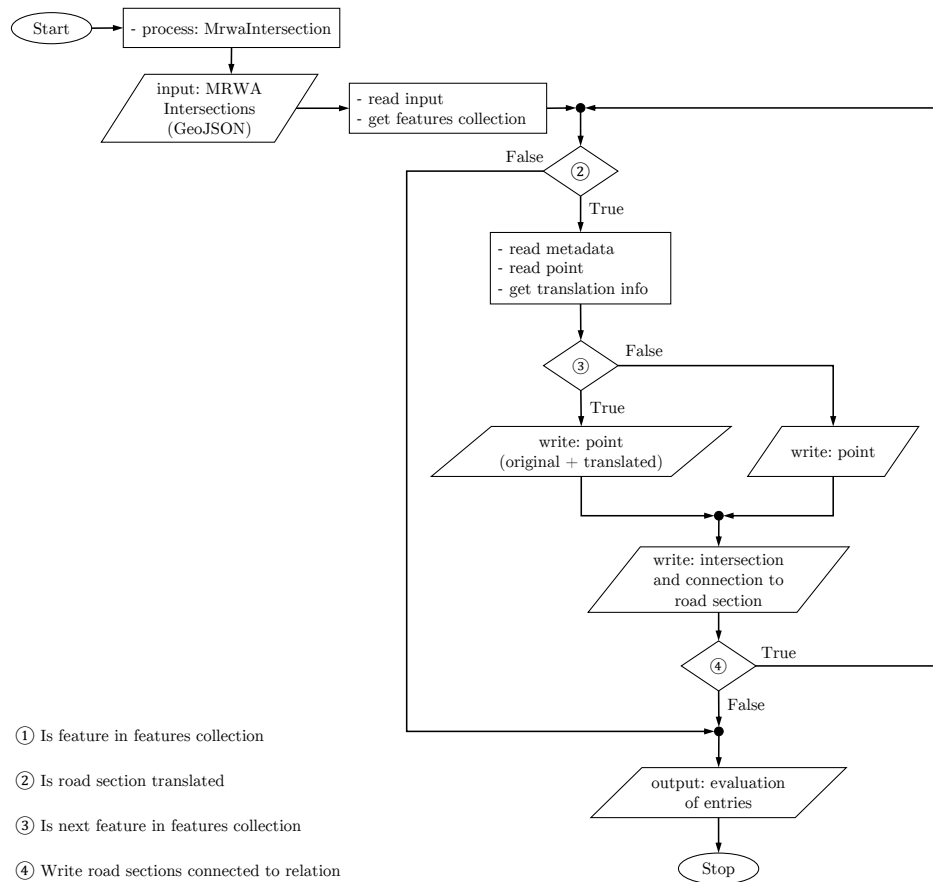 Start
- process: MrwaIntersection
input: MRWA
Intersections
(GeoJSON)
- read input
- get features collection
False
②
True
- read metadata
- read point
- get translation info
③
False
True
write: point
(original + translated)
write: point
write: intersection
and connection to
road section
④
True
False
output: evaluation
of entries
Stop
① Is feature in features collection
② Is road section translated
③ Is next feature in features collection
④ Write road sections connected to relation